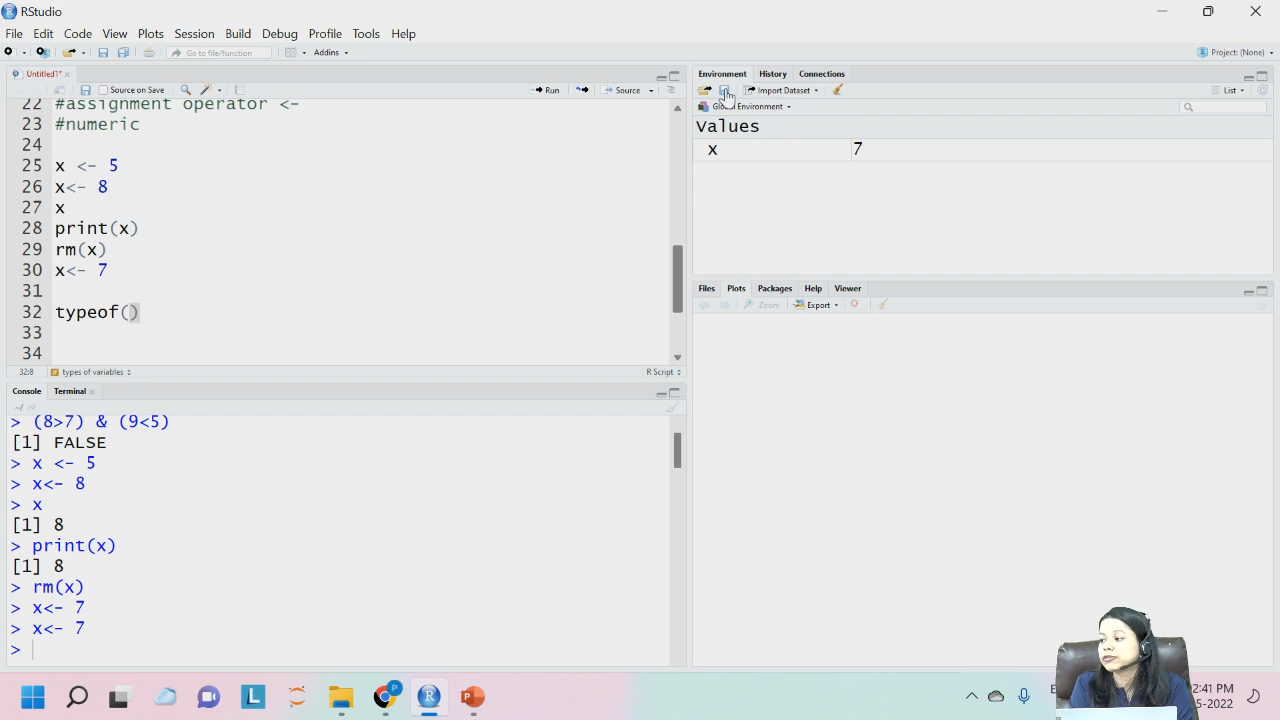 RStudio
File Edit Code View Plots Session Build Debug Profile Tools Help
Go to file/function Addins Project: (None)
Untitled1*
Source on Save Run Source
22 #assignment operator <-
23 #numeric
24
25 x <- 5
26 x<- 8
27 x
28 print(x)
29 rm(x)
30 x<- 7
31
32 typeof()
33
34
32:8 types of variables R Script
Console Terminal
~/
> (8>7) & (9<5)
[1] FALSE
> x <- 5
> x<- 8
> x
[1] 8
> print(x)
[1] 8
> rm(x)
> x<- 7
> x<- 7
>
Environment History Connections
Import Dataset List
Environment
Values
x 7
Files Plots Packages Help Viewer
Zoom Export
L P R P
2:41 PM
-2022